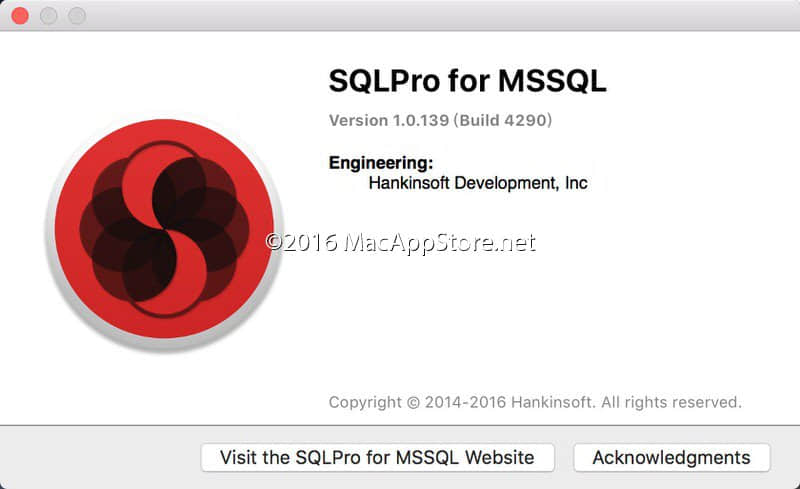 SQLPro for MSSQL
Version 1.0.139 (Build 4290)
Engineering:
Hankinsoft Development, Inc
©2016 MacAppStore.net
Copyright © 2014-2016 Hankinsoft. All rights reserved.
Visit the SQLPro for MSSQL Website
Acknowledgments